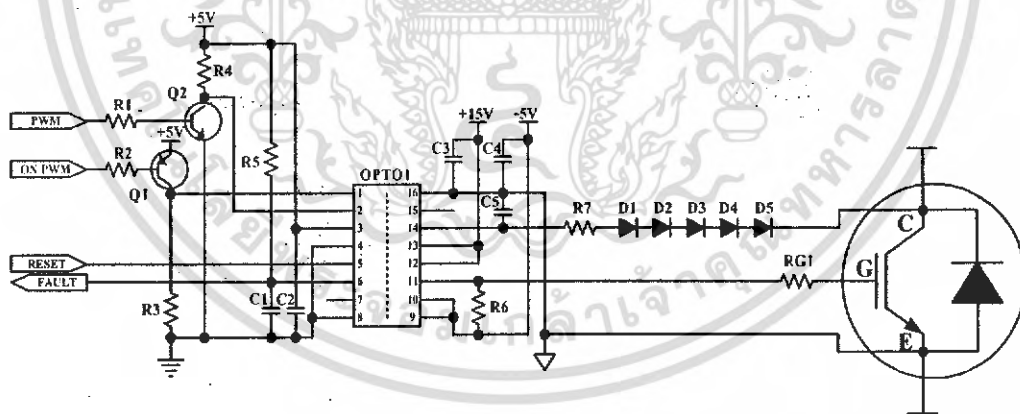 +5V
R4
Q2
R1
PWM
+5V
R2
ON PWM
Q1
R5
R3
RESET
FAULT
C1 C2
OPTO1
1 16
2 15
3 14
4 13
5 12
6 11
7 10
8 9
+15V -5V
C3 C4
C5
R7 D1 D2 D3 D4 D5
R6
RG1
C
G
E